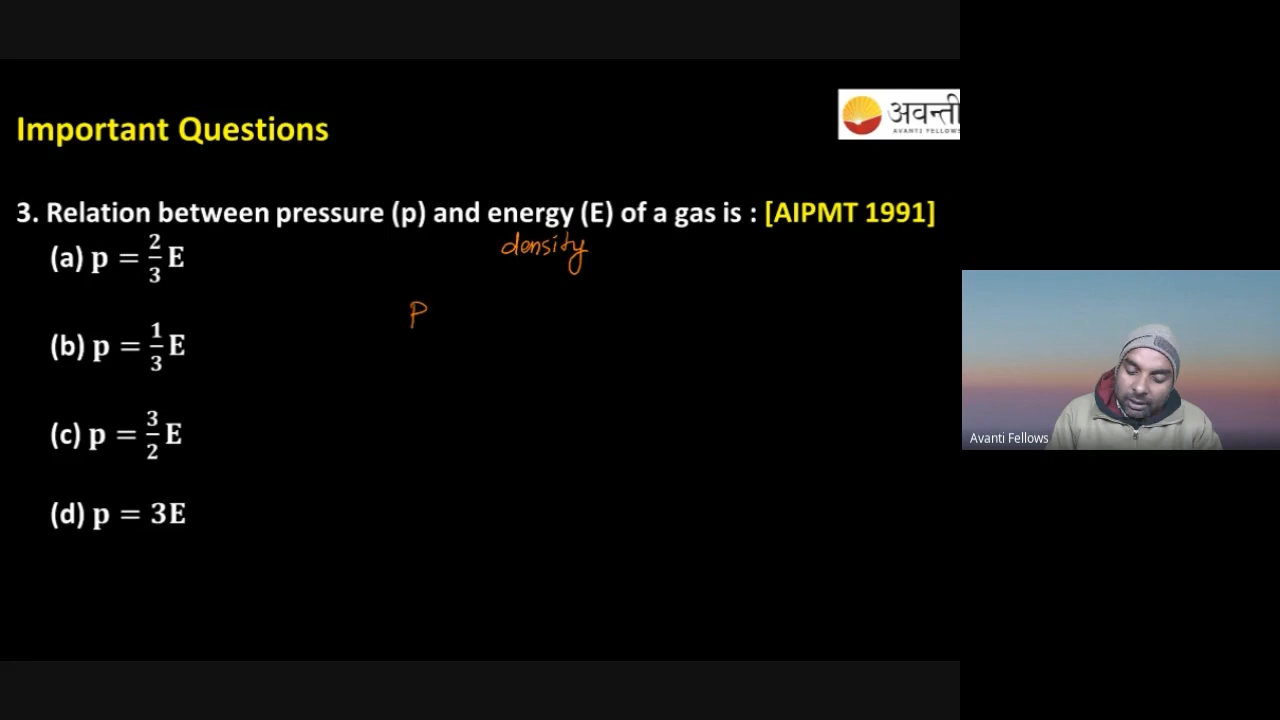 अवन्ती
AVANTI FELLOWS
Important Questions
3. Relation between pressure (p) and energy (E) of a gas is : [AIPMT 1991]
density
(a) p = 2/3 E
P
(b) p = 1/3 E
(c) p = 3/2 E
(d) p = 3E
Avanti Fellows